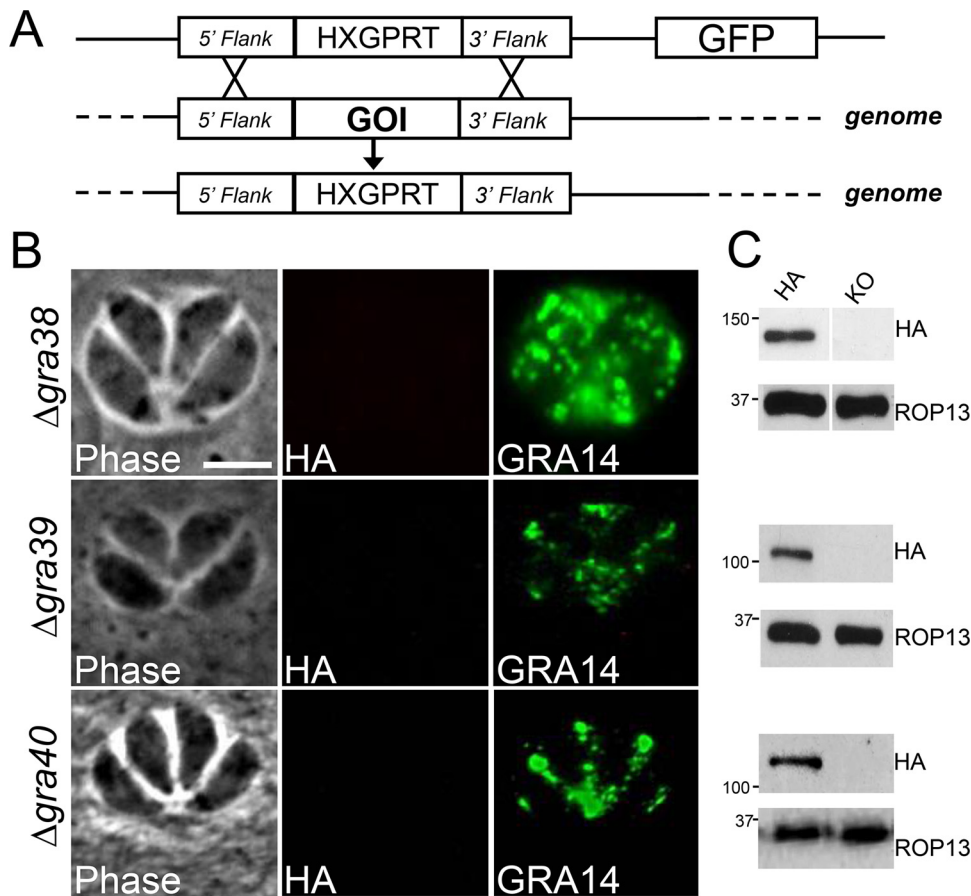 A
5’ Flank HXGPRT 3’ Flank GFP
5’ Flank GOI 3’ Flank genome
5’ Flank HXGPRT 3’ Flank genome
B
Δgra38
Phase HA GRA14
Δgra39
Phase HA GRA14
Δgra40
Phase HA GRA14
C
HA KO
150 HA
37 ROP13
100 HA
37 ROP13
HA
100
37 ROP13